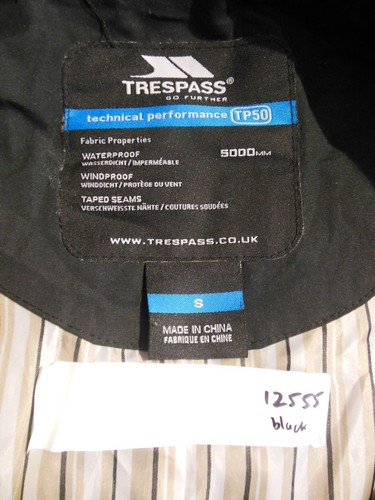 TRESPASS®
GO FURTHER
technical performance TP50
Fabric Properties
WATERPROOF 5000MM
WASSERDICHT/IMPERMÉABLE
WINDPROOF
WINDDICHT/PROTÈGE DU VENT
TAPED SEAMS
VERSCHWEISSTE NÄHTE/COUTURES SOUDÉES
WWW.TRESPASS.CO.UK
S
MADE IN CHINA
FABRIQUE EN CHINE
12555
black